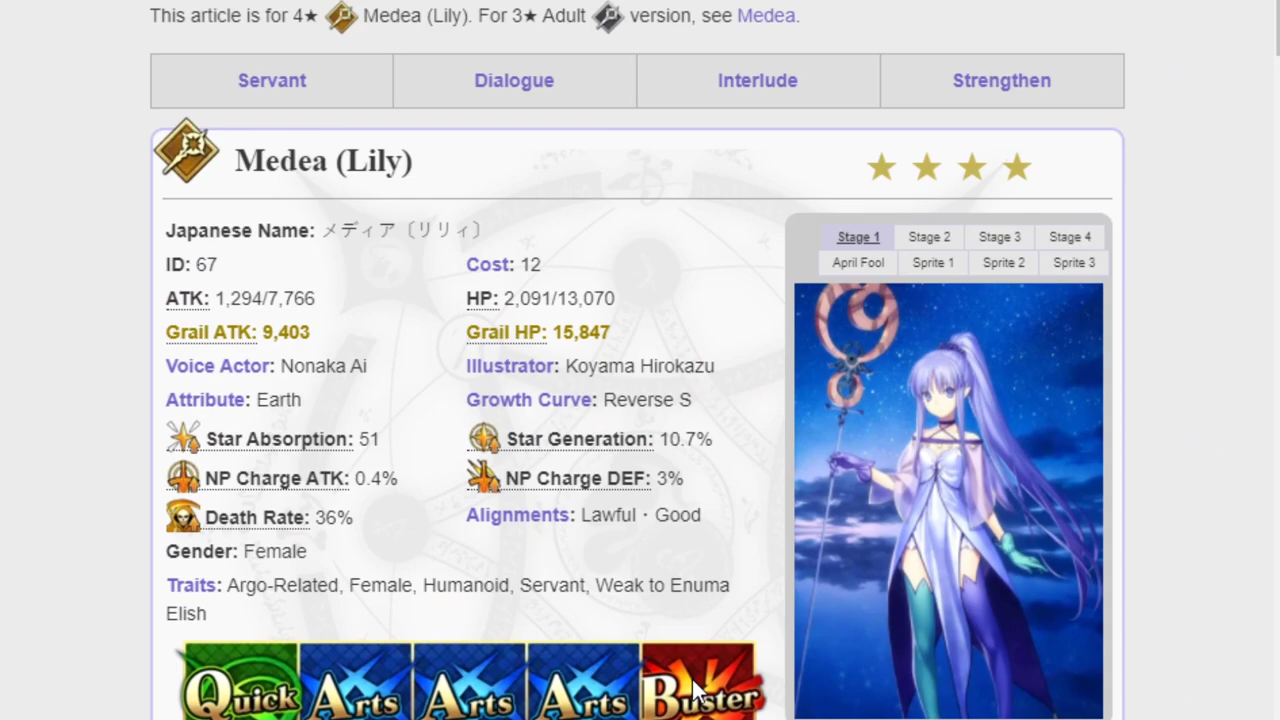 This article is for 4★ Medea (Lily). For 3★ Adult version, see Medea.
Servant Dialogue Interlude Strengthen
Medea (Lily) ★ ★ ★ ★
Japanese Name: メディア〔リリィ〕
ID: 67 Cost: 12
ATK: 1,294/7,766 HP: 2,091/13,070
Grail ATK: 9,403 Grail HP: 15,847
Voice Actor: Nonaka Ai Illustrator: Koyama Hirokazu
Attribute: Earth Growth Curve: Reverse S
Star Absorption: 51 Star Generation: 10.7%
NP Charge ATK: 0.4% NP Charge DEF: 3%
Death Rate: 36% Alignments: Lawful・Good
Gender: Female
Traits: Argo-Related, Female, Humanoid, Servant, Weak to Enuma
Elish
Quick Arts Arts Arts Buster
Stage 1 Stage 2 Stage 3 Stage 4
April Fool Sprite 1 Sprite 2 Sprite 3